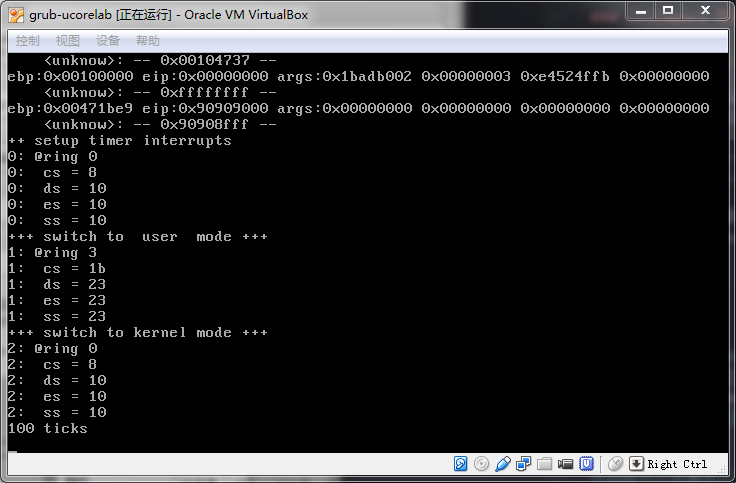 grub-ucorelab [正在运行] - Oracle VM VirtualBox
控制 视图 设备 帮助
<unknow>: -- 0x00104737 --
ebp:0x00100000 eip:0x00000000 args:0x1badb002 0x00000003 0xe4524ffb 0x00000000
<unknow>: -- 0xffffffff --
ebp:0x00471be9 eip:0x90909000 args:0x00000000 0x00000000 0x00000000 0x00000000
<unknow>: -- 0x90908fff --
++ setup timer interrupts
0: @ring 0
0:  cs = 8
0:  ds = 10
0:  es = 10
0:  ss = 10
+++ switch to  user  mode +++
1: @ring 3
1:  cs = 1b
1:  ds = 23
1:  es = 23
1:  ss = 23
+++ switch to kernel mode +++
2: @ring 0
2:  cs = 8
2:  ds = 10
2:  es = 10
2:  ss = 10
100 ticks
Right Ctrl